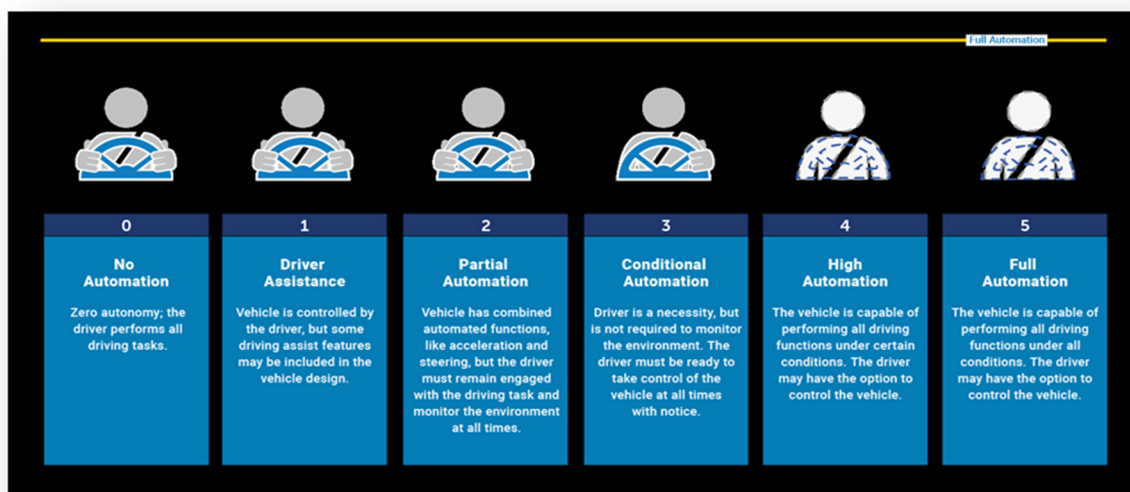 Full Automation
0
No
Automation
Zero autonomy; the
driver performs all
driving tasks.
1
Driver
Assistance
Vehicle is controlled by
the driver, but some
driving assist features
may be included in the
vehicle design.
2
Partial
Automation
Vehicle has combined
automated functions,
like acceleration and
steering, but the driver
must remain engaged
with the driving task and
monitor the environment
at all times.
3
Conditional
Automation
Driver is a necessity, but
is not required to monitor
the environment. The
driver must be ready to
take control of the
vehicle at all times
with notice.
4
High
Automation
The vehicle is capable of
performing all driving
functions under certain
conditions. The driver
may have the option to
control the vehicle.
5
Full
Automation
The vehicle is capable of
performing all driving
functions under all
conditions. The driver
may have the option to
control the vehicle.